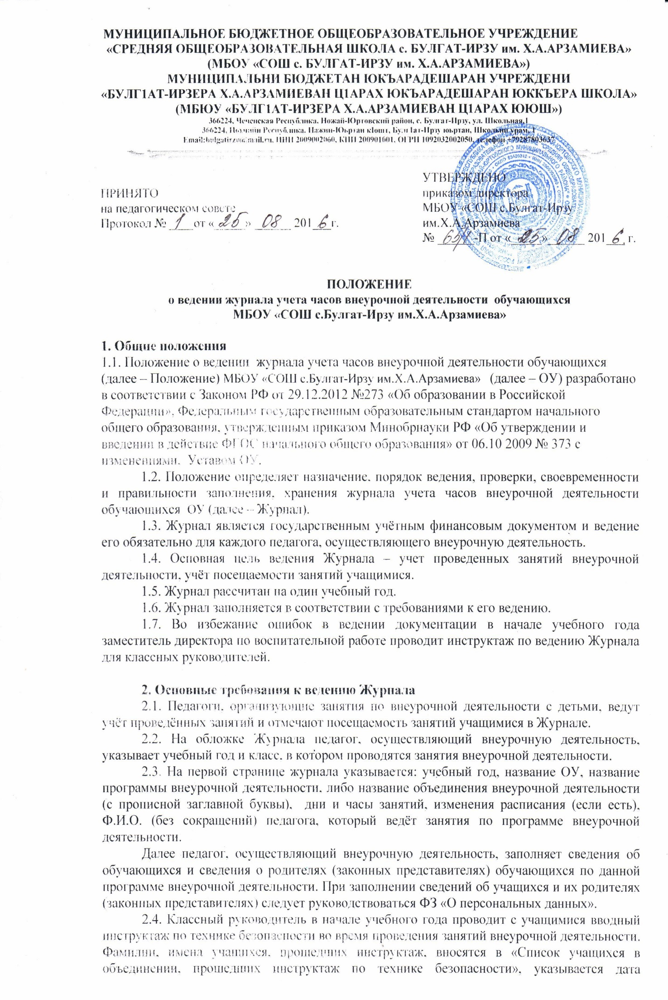 МУНИЦИПАЛЬНОЕ БЮДЖЕТНОЕ ОБЩЕОБРАЗОВАТЕЛЬНОЕ УЧРЕЖДЕНИЕ
«СРЕДНЯЯ ОБЩЕОБРАЗОВАТЕЛЬНАЯ ШКОЛА с. БУЛГАТ-ИРЗУ им. Х.А.АРЗАМИЕВА»
(МБОУ «СОШ с. БУЛГАТ-ИРЗУ им. Х.А.АРЗАМИЕВА»)
МУНИЦИПАЛЬНИ БЮДЖЕТАН ЮКЪАРАДЕШАРАН УЧРЕЖДЕНИ
«БУЛГ1АТ-ИРЗЕРА Х.А.АРЗАМИЕВАН Ц1АРАХ ЮКЪАРАДЕШАРАН ЮККЪЕРА ШКОЛА»
(МБЮУ «БУЛГ1АТ-ИРЗЕРА Х.А.АРЗАМИЕВАН Ц1АРАХ ЮЮШ»)
366224, Чеченская Республика, Ножай-Юртовский район, с. Булгат-Ирзу, ул. Школьная,1
366224, Нохчийн Республика, Нажин-Юьртан кIошт, Булг1ат-Ирзу юьртан, Школьни урам, 1
Email:bulgatirzu@mail.ru, ИНН 2009002060, КПП 200901001, ОГРН 1092032002050, телефон +79287803637
УТВЕРЖДЕНО
ПРИНЯТО приказом директора
на педагогическом совете МБОУ «СОШ с.Булгат-Ирзу
Протокол № 1 от « 25 » 08 2016 г. им.Х.А.Арзамиева
№ 65/1-П от « 25 » 08 2016 г.
ПОЛОЖЕНИЕ
о ведении журнала учета часов внеурочной деятельности обучающихся
МБОУ «СОШ с.Булгат-Ирзу им.Х.А.Арзамиева»
1. Общие положения
1.1. Положение о ведении журнала учета часов внеурочной деятельности обучающихся
(далее – Положение) МБОУ «СОШ с.Булгат-Ирзу им.Х.А.Арзамиева» (далее – ОУ) разработано
в соответствии с Законом РФ от 29.12.2012 №273 «Об образовании в Российской
Федерации», Федеральным государственным образовательным стандартом начального
общего образования, утвержденным приказом Минобрнауки РФ «Об утверждении и
введении в действие ФГОС начального общего образования» от 06.10 2009 № 373 с
изменениями, Уставом ОУ.
1.2. Положение определяет назначение, порядок ведения, проверки, своевременности
и правильности заполнения, хранения журнала учета часов внеурочной деятельности
обучающихся ОУ (далее – Журнал).
1.3. Журнал является государственным учётным финансовым документом и ведение
его обязательно для каждого педагога, осуществляющего внеурочную деятельность.
1.4. Основная цель ведения Журнала – учет проведенных занятий внеурочной
деятельности, учёт посещаемости занятий учащимися.
1.5. Журнал рассчитан на один учебный год.
1.6. Журнал заполняется в соответствии с требованиями к его ведению.
1.7. Во избежание ошибок в ведении документации в начале учебного года
заместитель директора по воспитательной работе проводит инструктаж по ведению Журнала
для классных руководителей.
2. Основные требования к ведению Журнала
2.1. Педагоги, организующие занятия по внеурочной деятельности с детьми, ведут
учёт проведённых занятий и отмечают посещаемость занятий учащимися в Журнале.
2.2. На обложке Журнала педагог, осуществляющий внеурочную деятельность,
указывает учебный год и класс, в котором проводятся занятия внеурочной деятельности.
2.3. На первой странице журнала указывается: учебный год, название ОУ, название
программы внеурочной деятельности, либо название объединения внеурочной деятельности
(с прописной заглавной буквы), дни и часы занятий, изменения расписания (если есть),
Ф.И.О. (без сокращений) педагога, который ведёт занятия по программе внеурочной
деятельности.
Далее педагог, осуществляющий внеурочную деятельность, заполняет сведения об
обучающихся и сведения о родителях (законных представителях) обучающихся по данной
программе внеурочной деятельности. При заполнении сведений об учащихся и их родителях
(законных представителях) следует руководствоваться ФЗ «О персональных данных».
2.4. Классный руководитель в начале учебного года проводит с учащимися вводный
инструктаж по технике безопасности во время проведения занятий внеурочной деятельности.
Фамилии, имена учащихся, прошедших инструктаж, вносятся в «Список учащихся в
объединении, прошедших инструктаж по технике безопасности», указывается дата